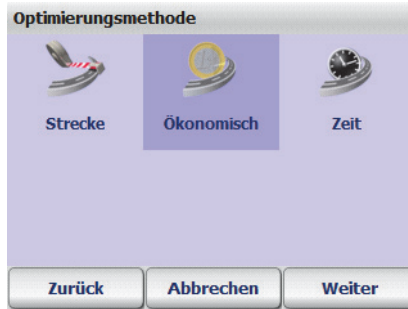 Optimierungsmethode
Strecke Ökonomisch Zeit
Zurück Abbrechen Weiter